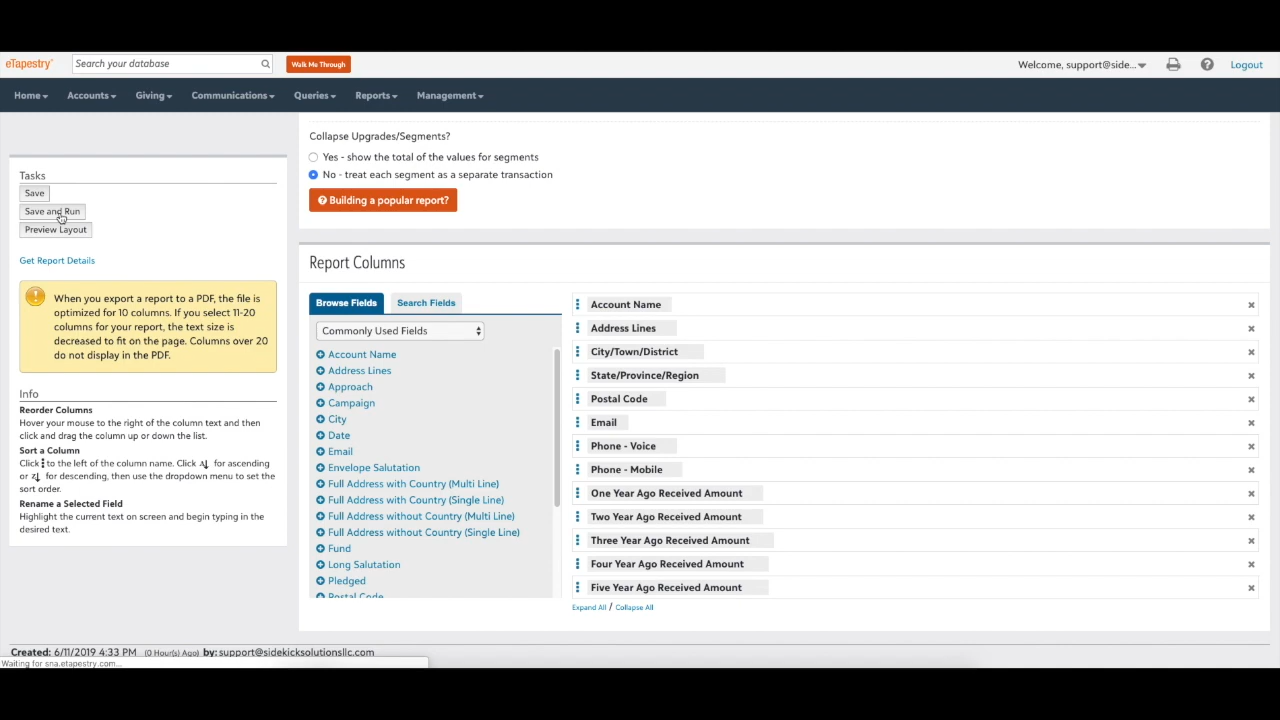 eTapestry
Search your database
Walk Me Through
Welcome, support@side...
Logout
Home
Accounts
Giving
Communications
Queries
Reports
Management
Tasks
Save
Save and Run
Preview Layout
Get Report Details
When you export a report to a PDF, the file is
optimized for 10 columns. If you select 11-20
columns for your report, the text size is
decreased to fit on the page. Columns over 20
do not display in the PDF.
Info
Reorder Columns
Hover your mouse to the right of the column text and then
click and drag the column up or down the list.
Sort a Column
Click to the left of the column name. Click for ascending
or for descending, then use the dropdown menu to set the
sort order.
Rename a Selected Field
Highlight the current text on screen and begin typing in the
desired text.
Collapse Upgrades/Segments?
Yes - show the total of the values for segments
No - treat each segment as a separate transaction
Building a popular report?
Report Columns
Browse Fields
Search Fields
Commonly Used Fields
Account Name
Address Lines
Approach
Campaign
City
Date
Email
Envelope Salutation
Full Address with Country (Multi Line)
Full Address with Country (Single Line)
Full Address without Country (Multi Line)
Full Address without Country (Single Line)
Fund
Long Salutation
Pledged
Postal Code
Account Name
Address Lines
City/Town/District
State/Province/Region
Postal Code
Email
Phone - Voice
Phone - Mobile
One Year Ago Received Amount
Two Year Ago Received Amount
Three Year Ago Received Amount
Four Year Ago Received Amount
Five Year Ago Received Amount
Expand All / Collapse All
Created: 6/11/2019 4:33 PM (0 Hour(s) Ago) by: support@sidekicksolutionsllc.com
Waiting for sna.etapestry.com...